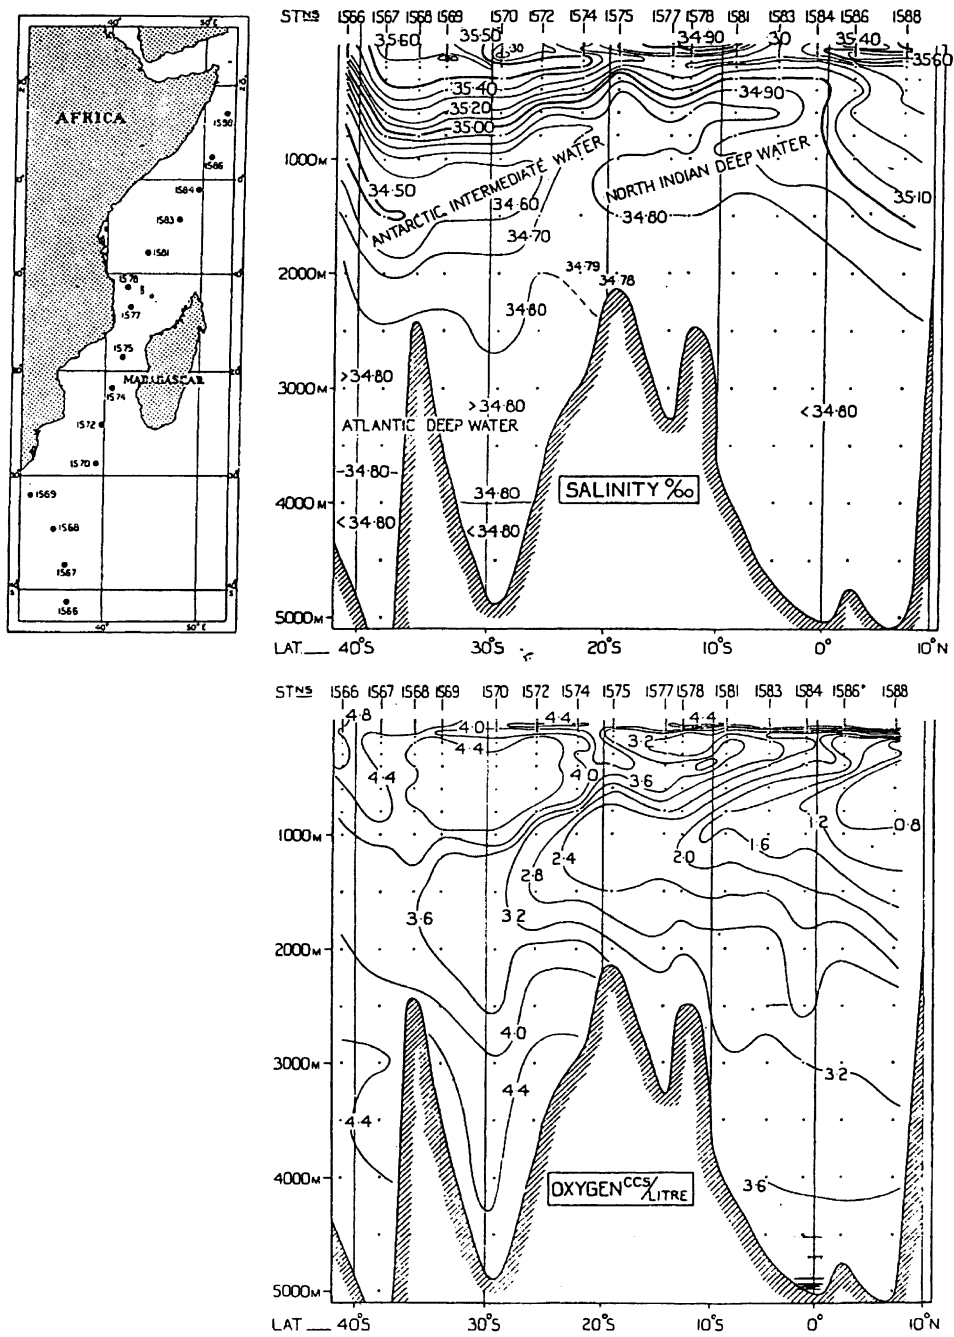 40° 50°E
AFRICA
1588
1586
1584
1583
1581
1578
1577
1575
MADAGASCAR
1574
1572
1570
1569
1568
1567
1566
40° 50°E
STNS 1566 1567 1568 1569 1570 1572 1574 1575 1577 1578 1581 1583 1584 1586 1588
35·60 35·50 ·30 34·90 ·10 35·40
35·60
35·40 34·90
35·20
35·00
1000M
ANTARCTIC INTERMEDIATE WATER
NORTH INDIAN DEEP WATER
34·50 34·60 34·80 35·10
34·70
2000M
34·79 34·78
34·80
3000M
>34·80
>34·80 <34·80
ATLANTIC DEEP WATER
-34·80-
SALINITY ‰
4000M
34·80
<34·80
<34·80
5000M
LAT. 40°S 30°S 20°S 10°S 0° 10°N
STNS 1566 1567 1568 1569 1570 1572 1574 1575 1577 1578 1581 1583 1584 1586 1588
4·8 4·0 4·4 4·4
4·4 3·2
4·4 4·0 3·6
1000M
1·2 0·8
2·4 2·0 1·6
2·8
3·6 3·2
2000M
4·0
3000M
3·2
4·4
4·4
4000M
OXYGEN CCS/LITRE
3·6
5000M
LAT 40°S 30°S 20°S 10°S 0° 10°N